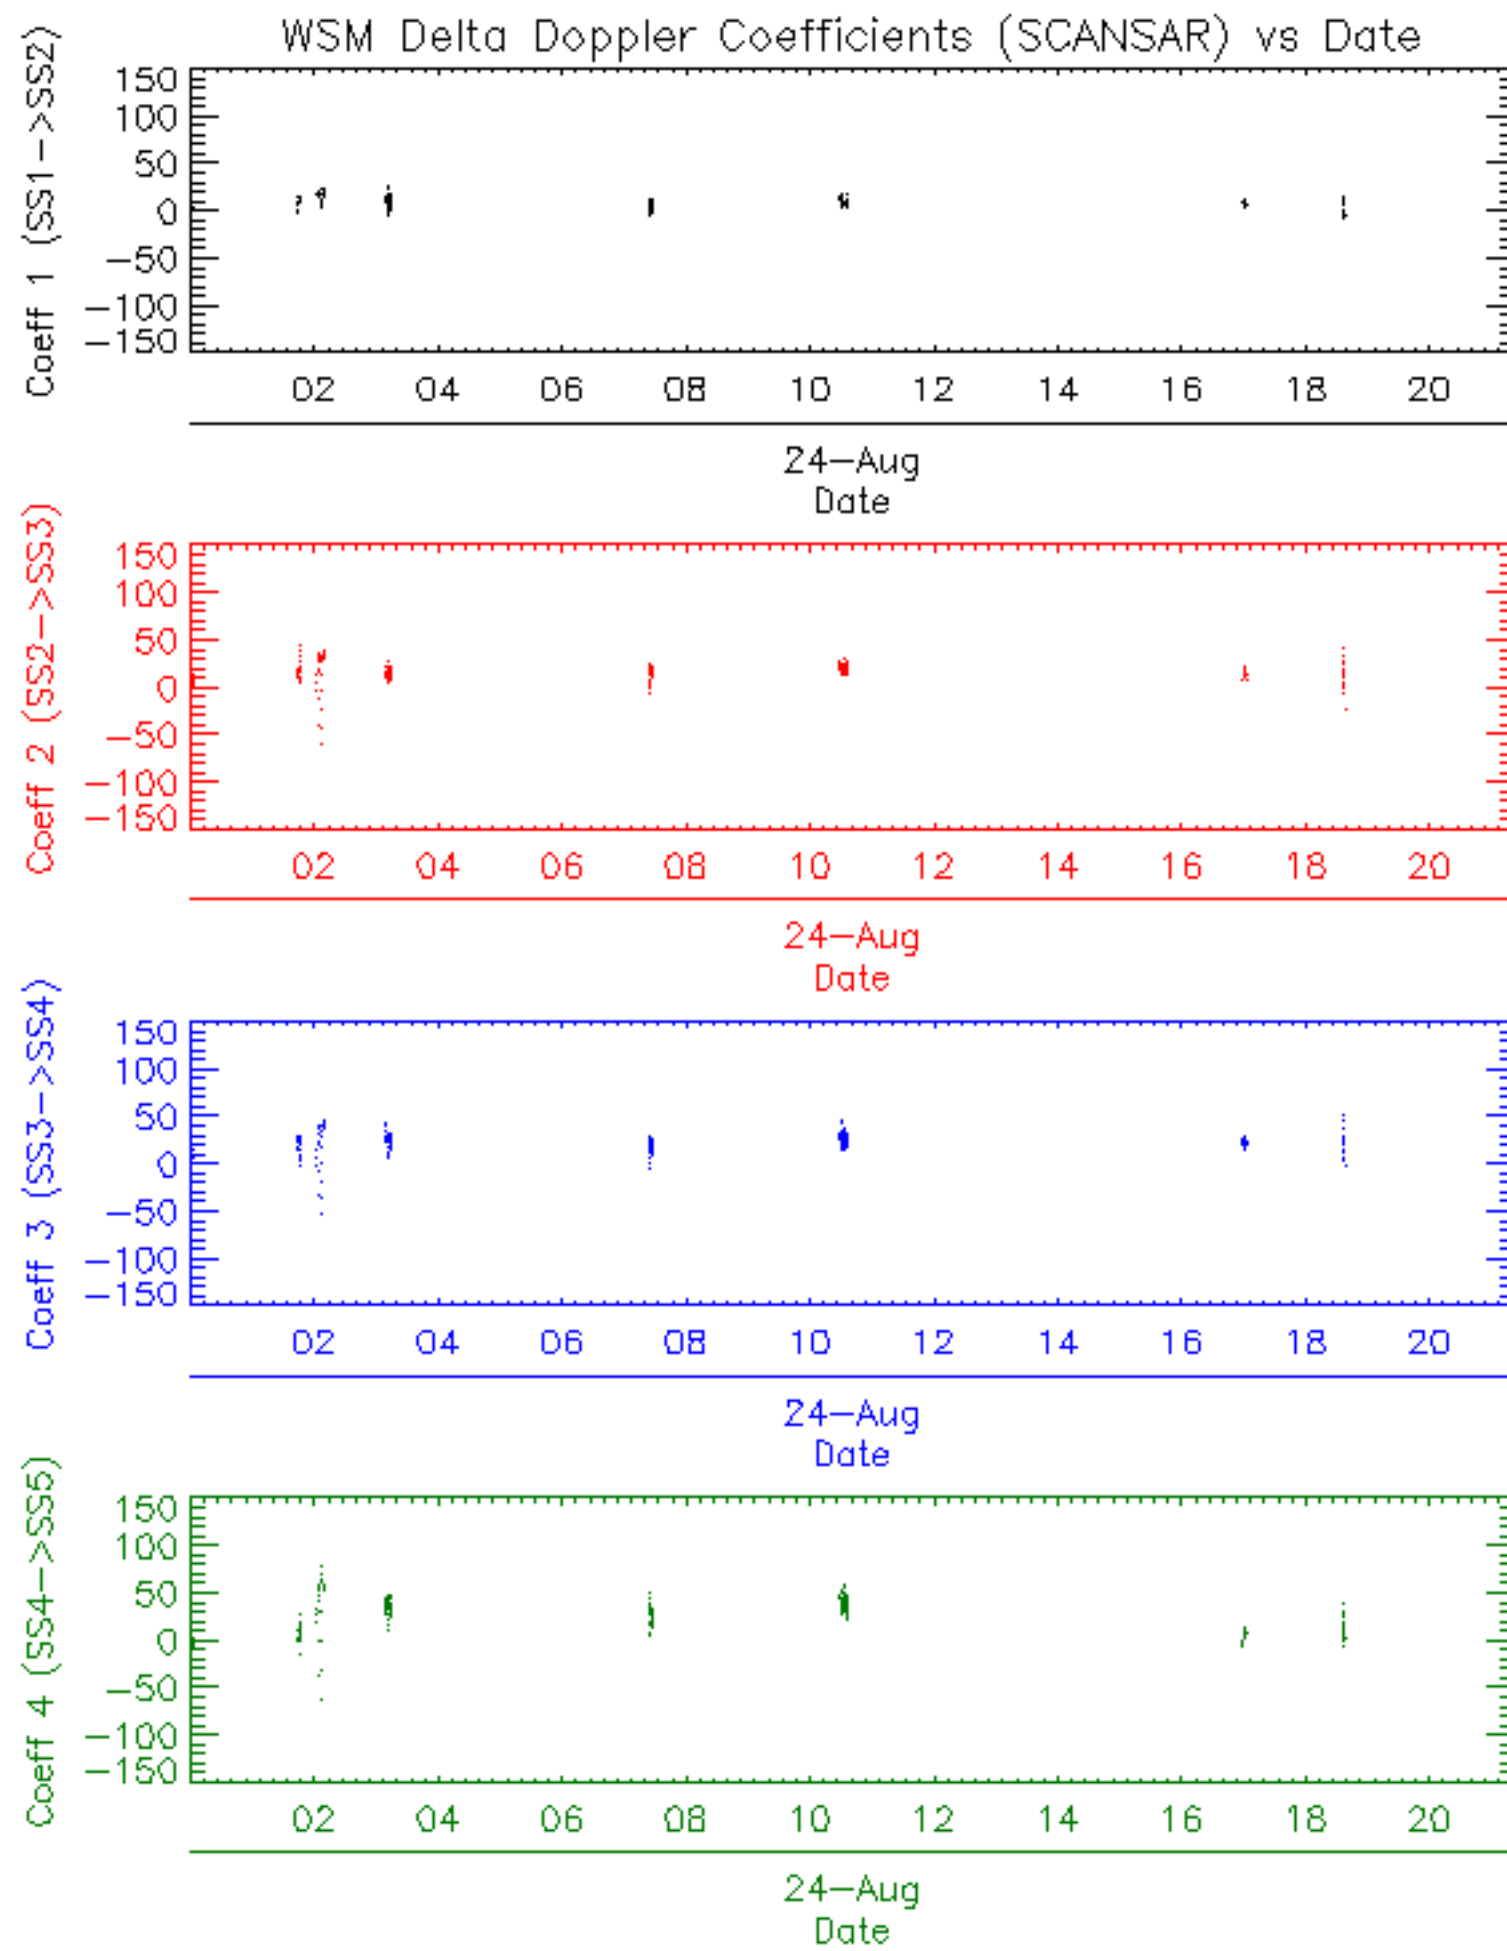 WSM Delta Doppler Coefficients (SCANSAR) vs Date
Coeff 1 (SS1->SS2)
150
100
50
0
-50
-100
-150
02 04 06 08 10 12 14 16 18 20
24-Aug
Date
Coeff 2 (SS2->SS3)
150
100
50
0
-50
-100
-150
02 04 06 08 10 12 14 16 18 20
24-Aug
Date
Coeff 3 (SS3->SS4)
150
100
50
0
-50
-100
-150
02 04 06 08 10 12 14 16 18 20
24-Aug
Date
Coeff 4 (SS4->SS5)
150
100
50
0
-50
-100
-150
02 04 06 08 10 12 14 16 18 20
24-Aug
Date